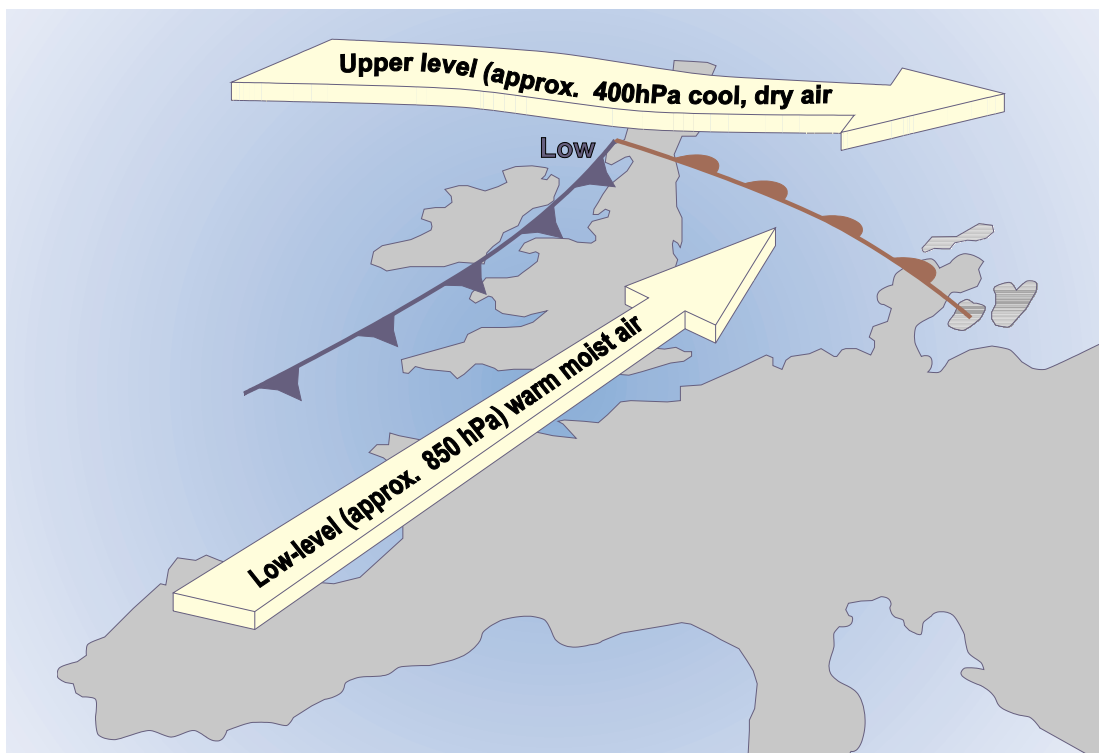 Upper level (approx. 400hPa cool, dry air
Low
Low-level (approx. 850 hPa) warm moist air